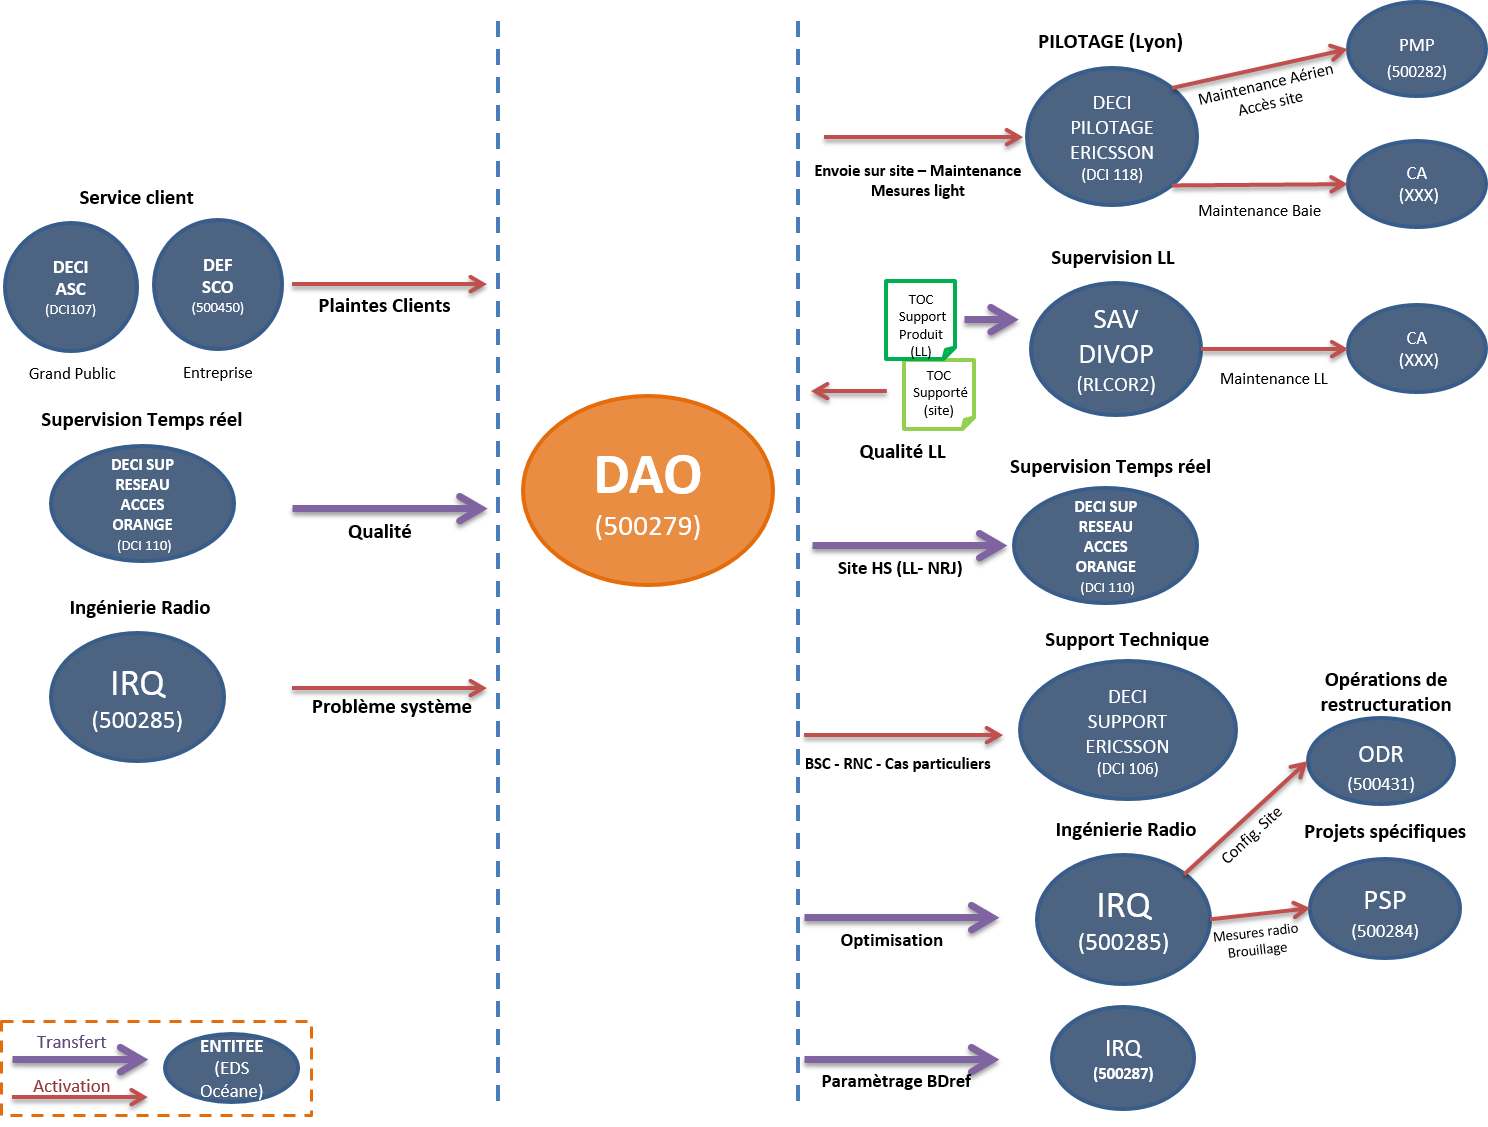 Service client
DECI
ASC
(DCI107)
DEF
SCO
(500450)
Grand Public
Entreprise
Plaintes Clients
Supervision Temps réel
DECI SUP
RESEAU
ACCES
ORANGE
(DCI 110)
Qualité
Ingénierie Radio
IRQ
(500285)
Problème système
Transfert
Activation
ENTITEE
(EDS
Océane)
DAO
(500279)
PILOTAGE (Lyon)
Envoie sur site – Maintenance
Mesures light
DECI
PILOTAGE
ERICSSON
(DCI 118)
Maintenance Aérien
Accès site
PMP
(500282)
Maintenance Baie
CA
(XXX)
Supervision LL
TOC
Support
Produit
(LL)
TOC
Supporté
(site)
Qualité LL
SAV
DIVOP
(RLCOR2)
Maintenance LL
CA
(XXX)
Supervision Temps réel
Site HS (LL- NRJ)
DECI SUP
RESEAU
ACCES
ORANGE
(DCI 110)
Support Technique
BSC - RNC - Cas particuliers
DECI
SUPPORT
ERICSSON
(DCI 106)
Opérations de
restructuration
ODR
(500431)
Config. Site
Ingénierie Radio
Optimisation
IRQ
(500285)
Mesures radio
Brouillage
Projets spécifiques
PSP
(500284)
Paramètrage BDref
IRQ
(500287)